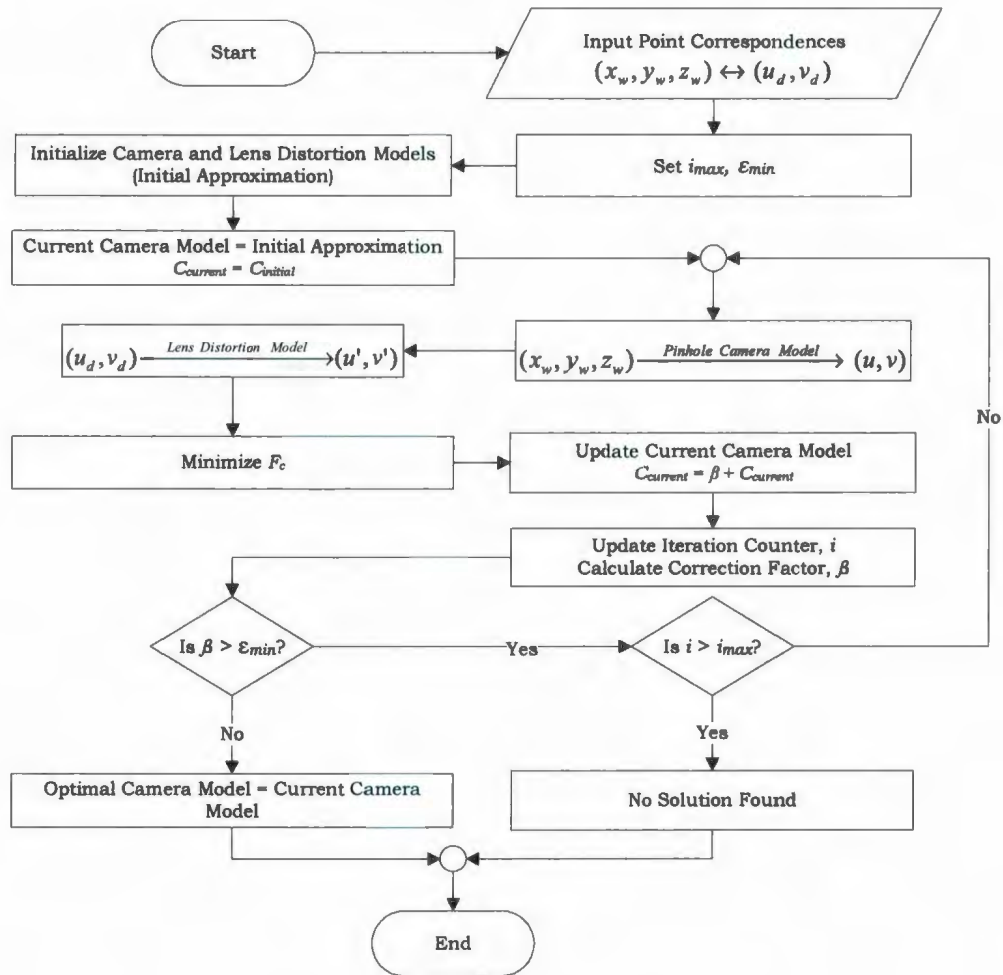 Start
Input Point Correspondences
(x_w, y_w, z_w) ↔ (u_d, v_d)
Initialize Camera and Lens Distortion Models
(Initial Approximation)
Set i_max, ε_min
Current Camera Model = Initial Approximation
C_current = C_initial
(u_d, v_d) Lens Distortion Model → (u', v')
(x_w, y_w, z_w) Pinhole Camera Model → (u, v)
No
Minimize F_c
Update Current Camera Model
C_current = β + C_current
Update Iteration Counter, i
Calculate Correction Factor, β
Is β > ε_min?
Yes
Is i > i_max?
No
Yes
Optimal Camera Model = Current Camera
Model
No Solution Found
End